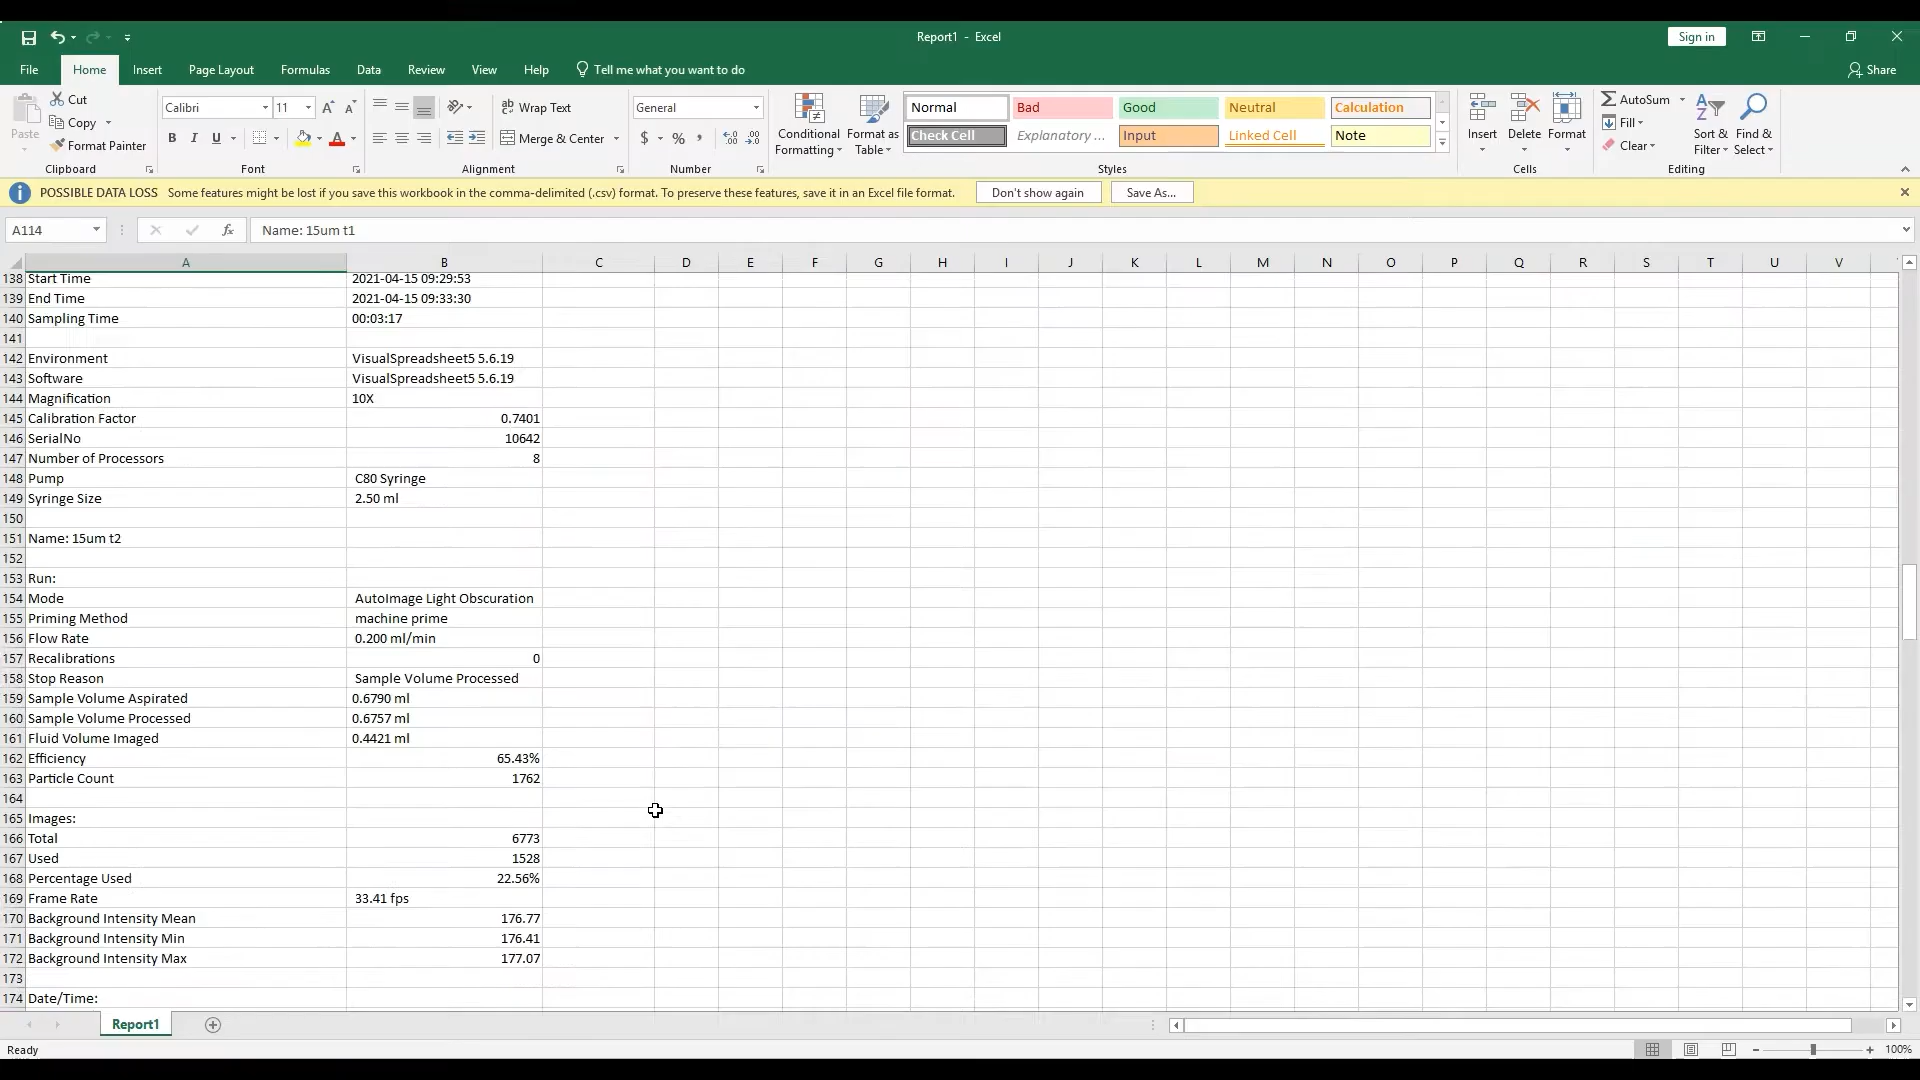 Report1 - Excel
Sign in
File Home Insert Page Layout Formulas Data Review View Help Tell me what you want to do
Share
Paste
Cut
Copy
Format Painter
Clipboard
Calibri 11
B I U
Font
Wrap Text
Merge & Center
Alignment
General
$ % ,
Number
Conditional Formatting
Format as Table
Normal Bad Good Neutral Calculation
Check Cell Explanatory ... Input Linked Cell Note
Styles
Insert Delete Format
Cells
AutoSum
Fill
Clear
Sort & Filter
Find & Select
Editing
POSSIBLE DATA LOSS Some features might be lost if you save this workbook in the comma-delimited (.csv) format. To preserve these features, save it in an Excel file format. Don't show again Save As...
A114 fx Name: 15um t1
A B C D E F G H I J K L M N O P Q R S T U V
138 Start Time 2021-04-15 09:29:53
139 End Time 2021-04-15 09:33:30
140 Sampling Time 00:03:17
141
142 Environment VisualSpreadsheet5 5.6.19
143 Software VisualSpreadsheet5 5.6.19
144 Magnification 10X
145 Calibration Factor 0.7401
146 SerialNo 10642
147 Number of Processors 8
148 Pump C80 Syringe
149 Syringe Size 2.50 ml
150
151 Name: 15um t2
152
153 Run:
154 Mode AutoImage Light Obscuration
155 Priming Method machine prime
156 Flow Rate 0.200 ml/min
157 Recalibrations 0
158 Stop Reason Sample Volume Processed
159 Sample Volume Aspirated 0.6790 ml
160 Sample Volume Processed 0.6757 ml
161 Fluid Volume Imaged 0.4421 ml
162 Efficiency 65.43%
163 Particle Count 1762
164
165 Images:
166 Total 6773
167 Used 1528
168 Percentage Used 22.56%
169 Frame Rate 33.41 fps
170 Background Intensity Mean 176.77
171 Background Intensity Min 176.41
172 Background Intensity Max 177.07
173
174 Date/Time:
Report1
Ready
100%